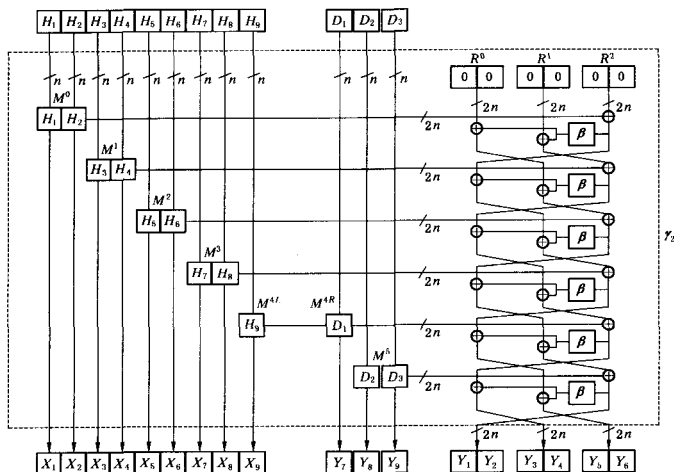 H1 H2 H3 H4 H5 H6 H7 H8 H9 D1 D2 D3
R0 R1 R2
0 0 0 0 0 0
n n n n n n n n n n n n
2n 2n 2n
M0
H1 H2
2n
β
M1
H3 H4
2n
β
M2
H5 H6
2n
β
γ2
M3
H7 H8
2n
β
M4L M4R
H9 D1
2n
β
M5
D2 D3
2n
β
2n 2n 2n
X1 X2 X3 X4 X5 X6 X7 X8 X9 Y7 Y8 Y9 Y1 Y2 Y3 Y4 Y5 Y6